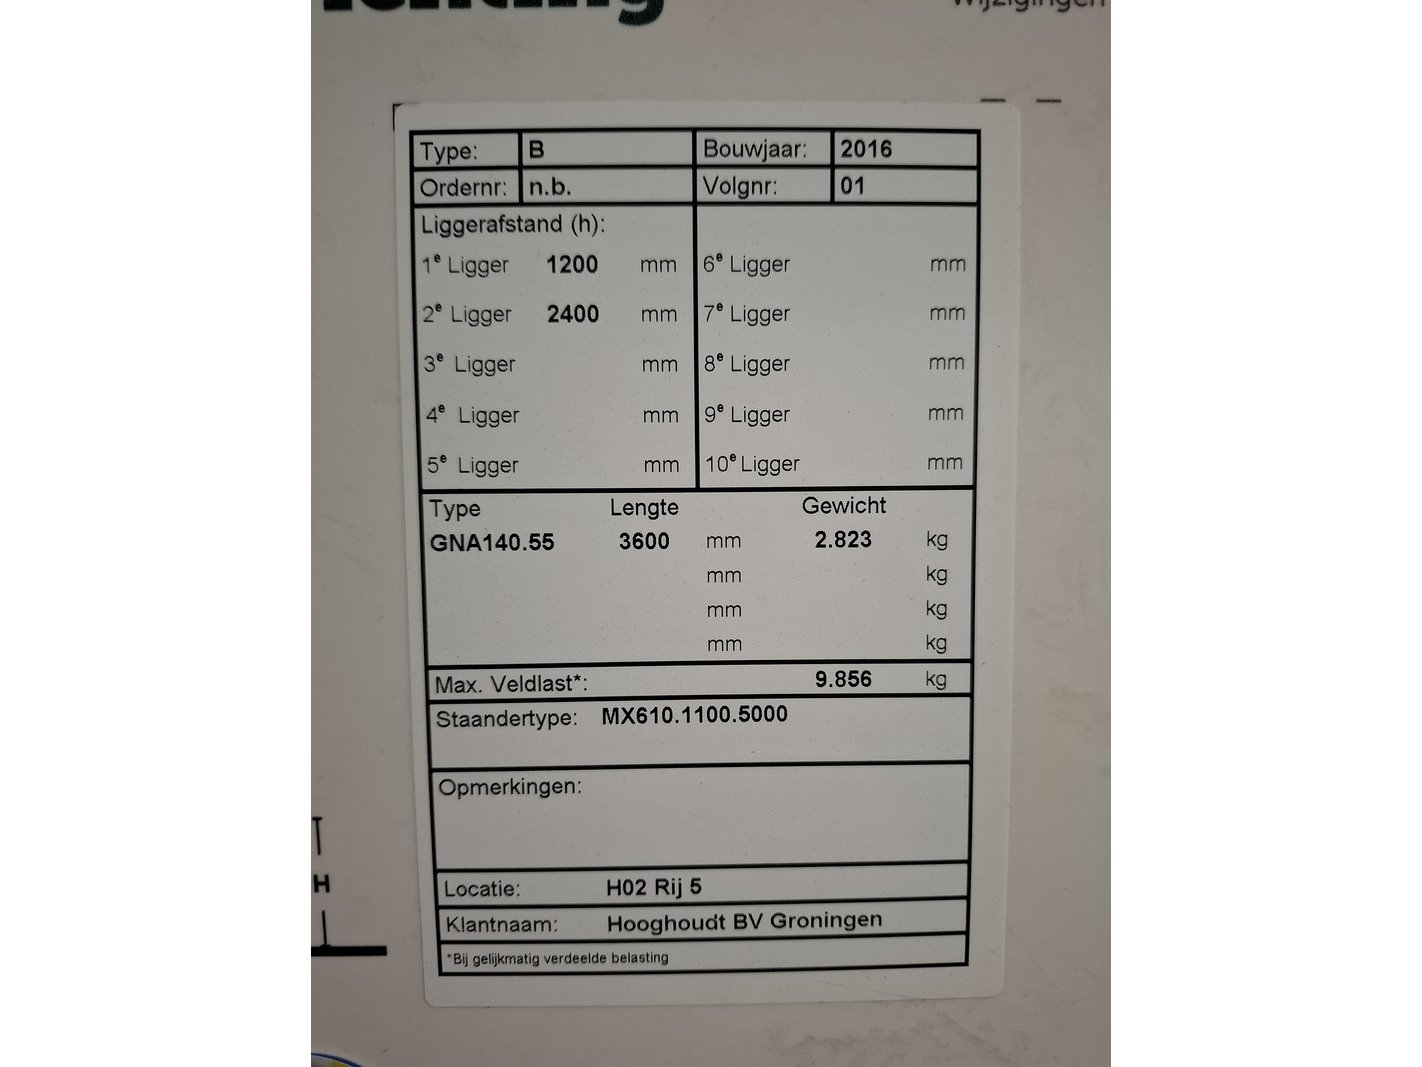 wijzigingen
Type: B Bouwjaar: 2016
Ordernr: n.b. Volgnr: 01
Liggerafstand (h):
1e Ligger 1200 mm 6e Ligger mm
2e Ligger 2400 mm 7e Ligger mm
3e Ligger mm 8e Ligger mm
4e Ligger mm 9e Ligger mm
5e Ligger mm 10e Ligger mm
Type Lengte Gewicht
GNA140.55 3600 mm 2.823 kg
mm kg
mm kg
mm kg
Max. Veldlast*: 9.856 kg
Staandertype: MX610.1100.5000
Opmerkingen:
H
Locatie: H02 Rij 5
Klantnaam: Hooghoudt BV Groningen
*Bij gelijkmatig verdeelde belasting